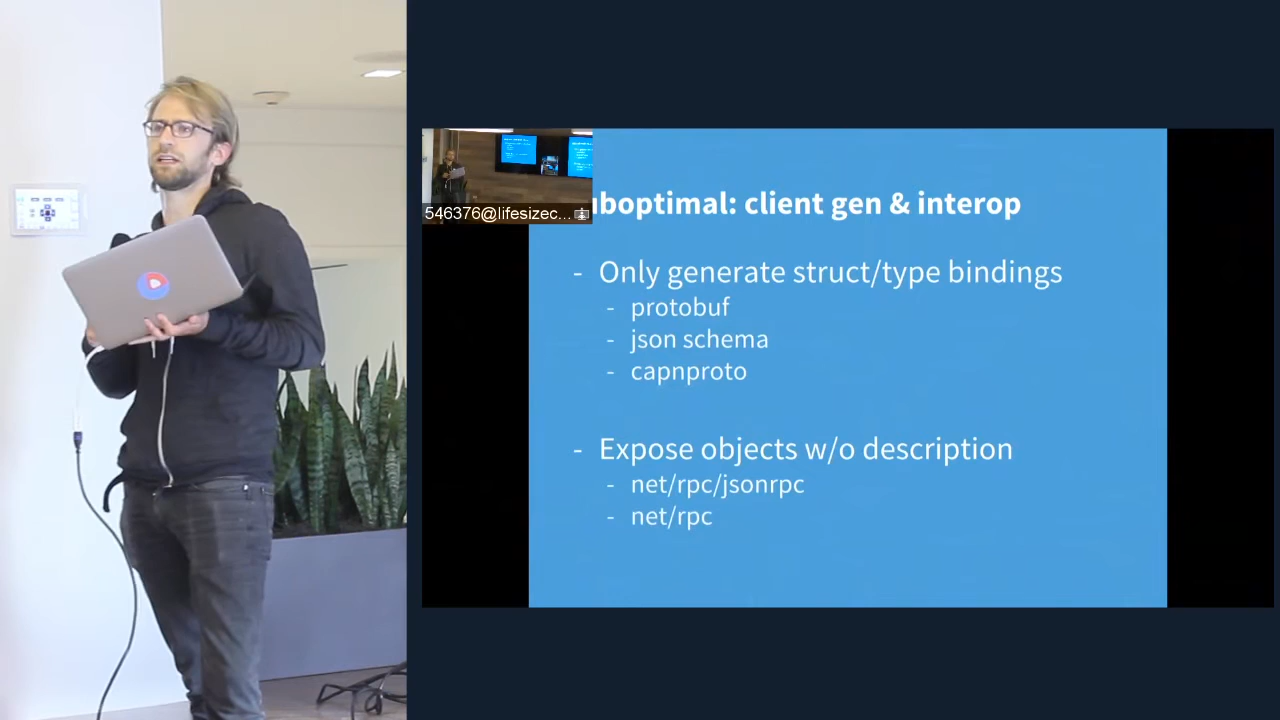 546376@lifesizec...
uboptimal: client gen & interop
- Only generate struct/type bindings
- protobuf
- json schema
- capnproto
- Expose objects w/o description
- net/rpc/jsonrpc
- net/rpc